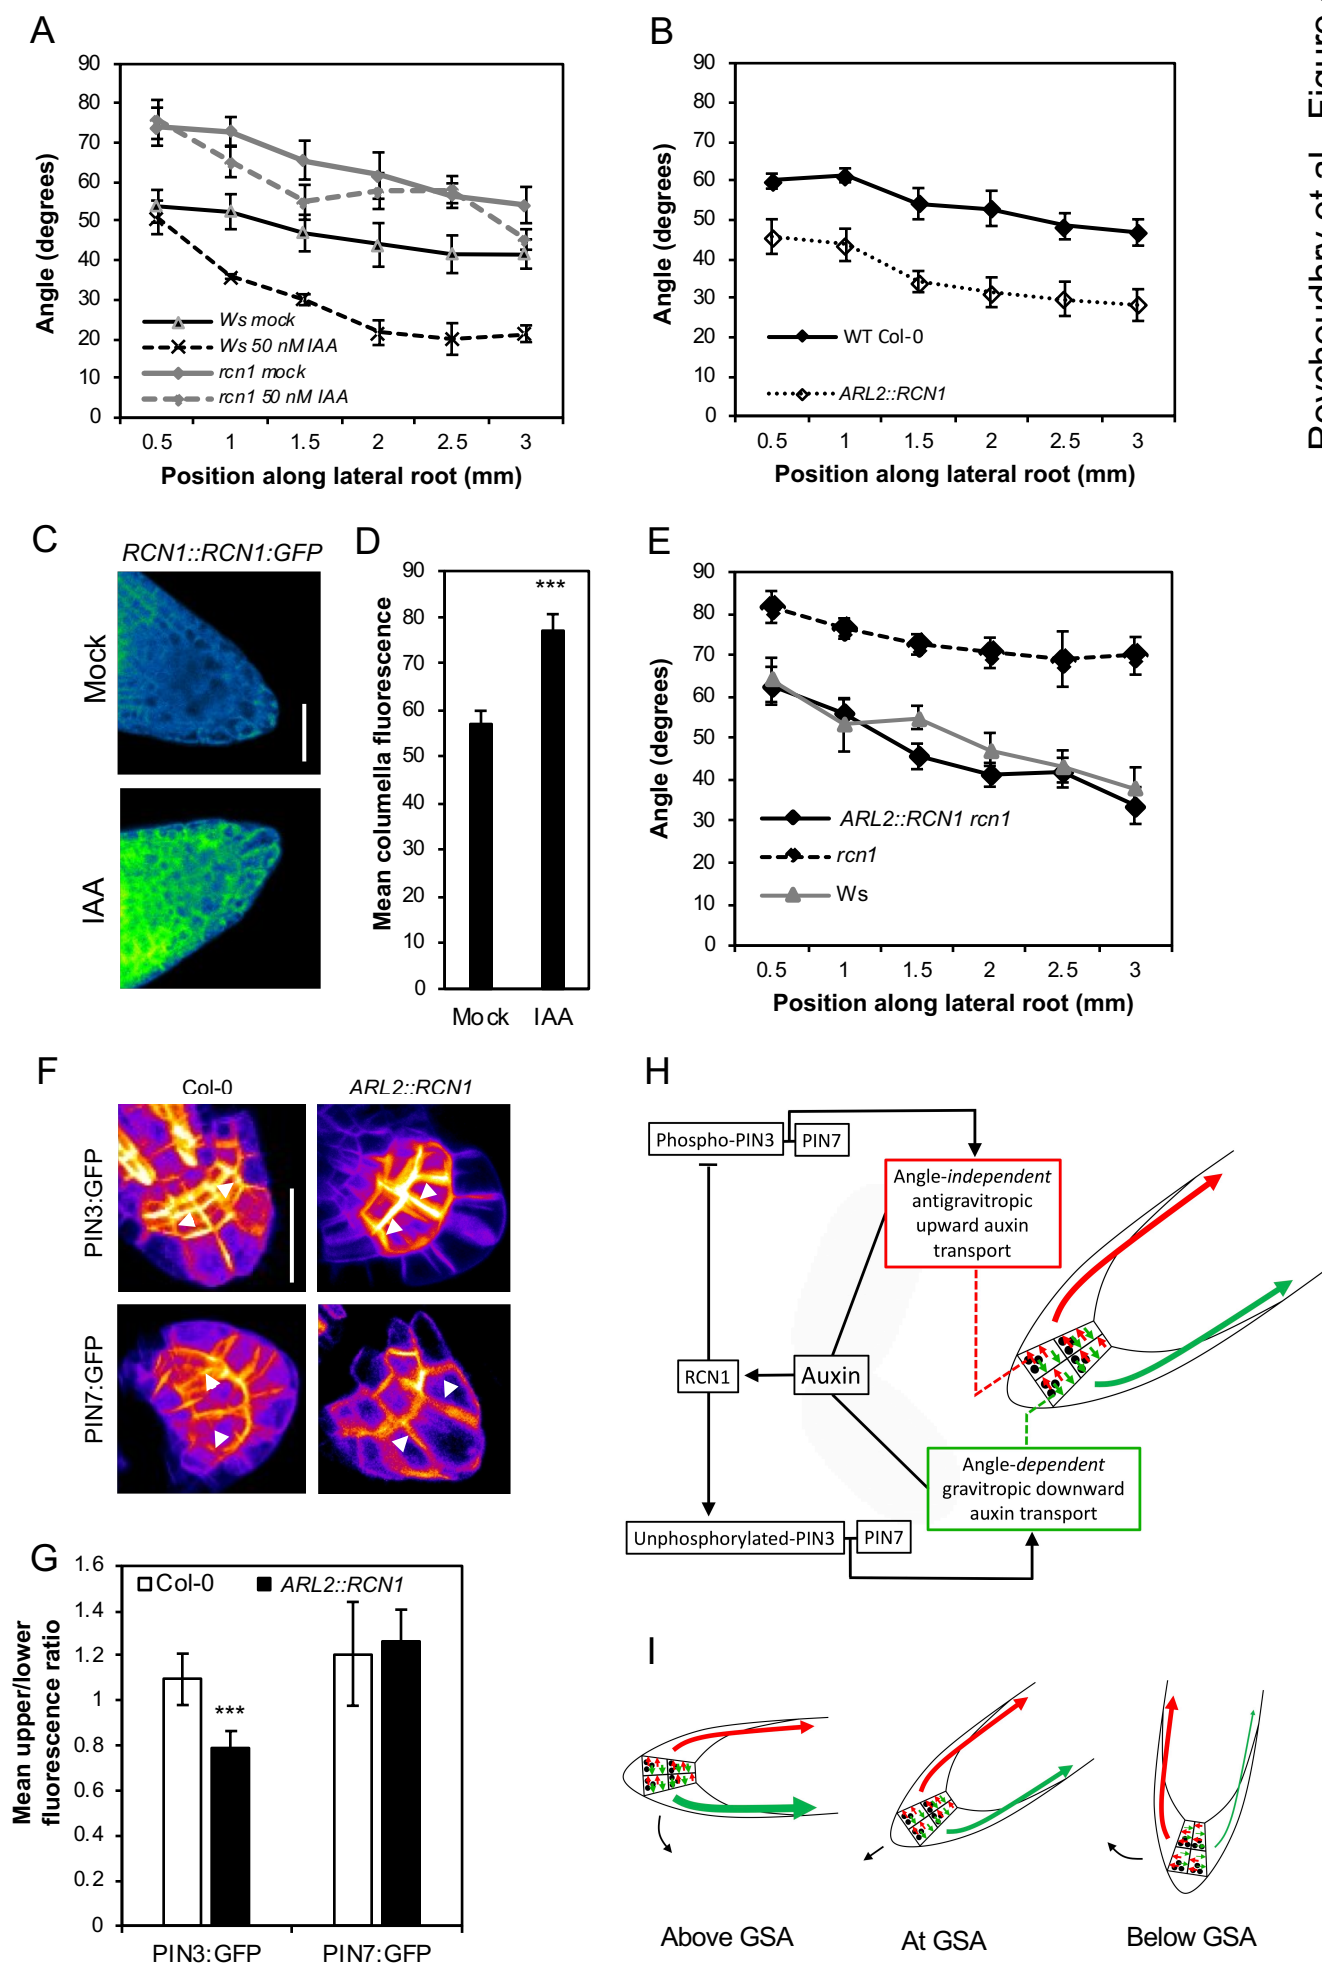 A
90
80
70
60
50
40
30
20
10
0
Angle (degrees)
Ws mock
Ws 50 nM IAA
rcn1 mock
rcn1 50 nM IAA
0.5 1 1.5 2 2.5 3
Position along lateral root (mm)
B
90
80
70
60
50
40
30
20
10
0
Angle (degrees)
WT Col-0
ARL2::RCN1
0.5 1 1.5 2 2.5 3
Position along lateral root (mm)
C
RCN1::RCN1:GFP
Mock
IAA
D
90
80
70
60
50
40
30
20
10
0
Mean columella fluorescence
***
Mock IAA
E
90
80
70
60
50
40
30
20
10
0
Angle (degrees)
ARL2::RCN1 rcn1
rcn1
Ws
0.5 1 1.5 2 2.5 3
Position along lateral root (mm)
F
Col-0 ARL2::RCN1
PIN3:GFP
PIN7:GFP
G
1.6
1.4
1.2
1
0.8
0.6
0.4
0.2
0
Mean upper/lower
fluorescence ratio
Col-0 ARL2::RCN1
***
PIN3:GFP PIN7:GFP
H
Phospho-PIN3 PIN7
Angle-independent
antigravitropic
upward auxin
transport
RCN1
Auxin
Angle-dependent
gravitropic downward
auxin transport
Unphosphorylated-PIN3 PIN7
I
Above GSA
At GSA
Below GSA